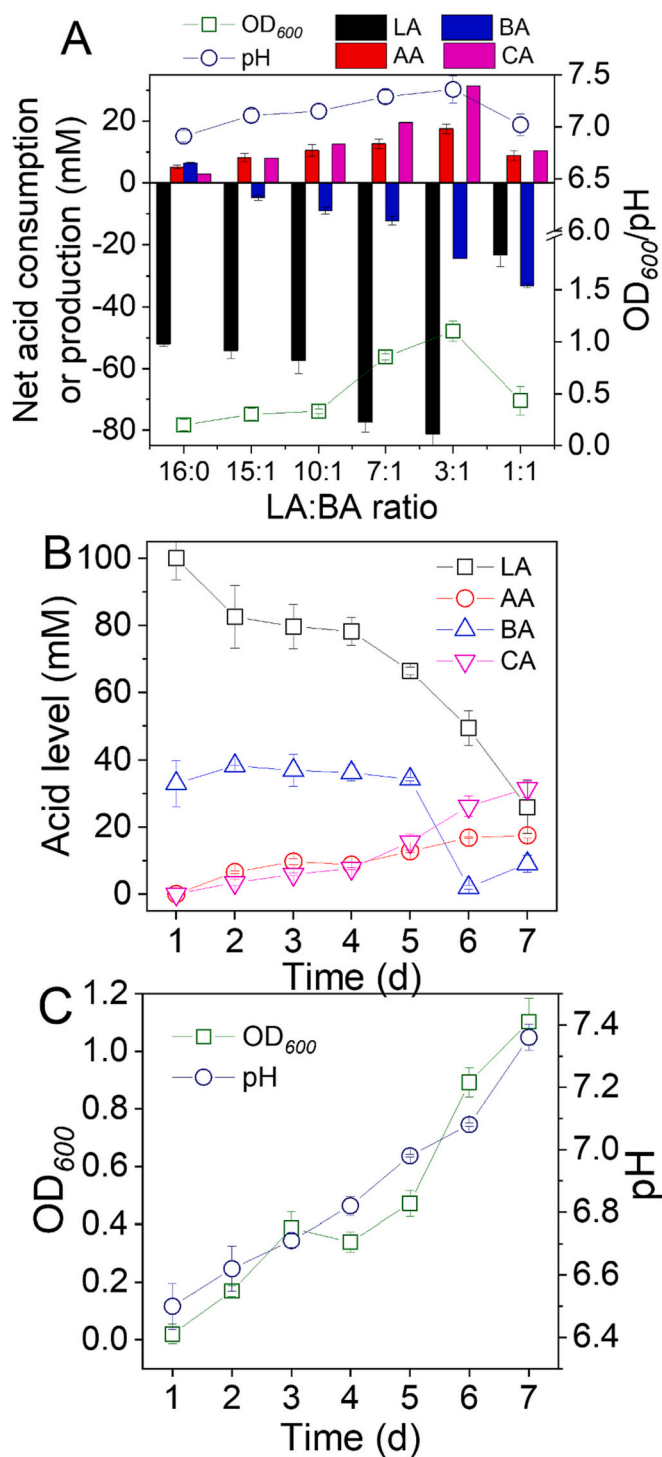 A
OD600
pH
LA
BA
AA
CA
Net acid consumption
or production (mM)
20
0
-20
-40
-60
-80
7.5
7.0
6.5
6.0
1.5
1.0
0.5
0.0
OD600/pH
16:0 15:1 10:1 7:1 3:1 1:1
LA:BA ratio
B
Acid level (mM)
100
80
60
40
20
0
LA
AA
BA
CA
1 2 3 4 5 6 7
Time (d)
C
OD600
1.2
1.0
0.8
0.6
0.4
0.2
0.0
OD600
pH
7.4
7.2
7.0
6.8
6.6
6.4
pH
1 2 3 4 5 6 7
Time (d)